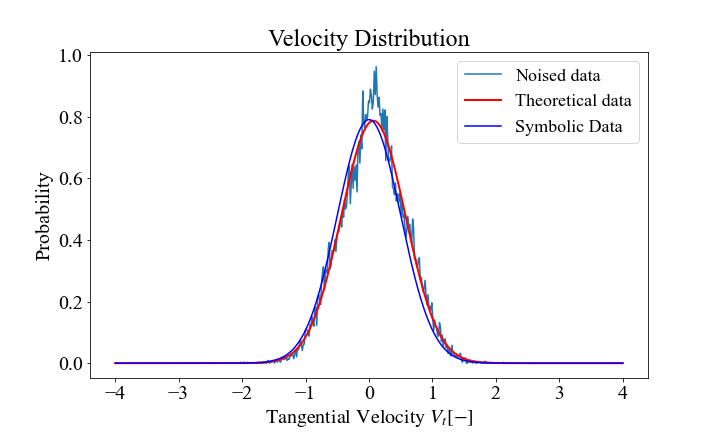 Velocity Distribution
1.0
0.8
0.6
0.4
0.2
0.0
Probability
Noised data
Theoretical data
Symbolic Data
−4 −3 −2 −1 0 1 2 3 4
Tangential Velocity Vₜ[−]